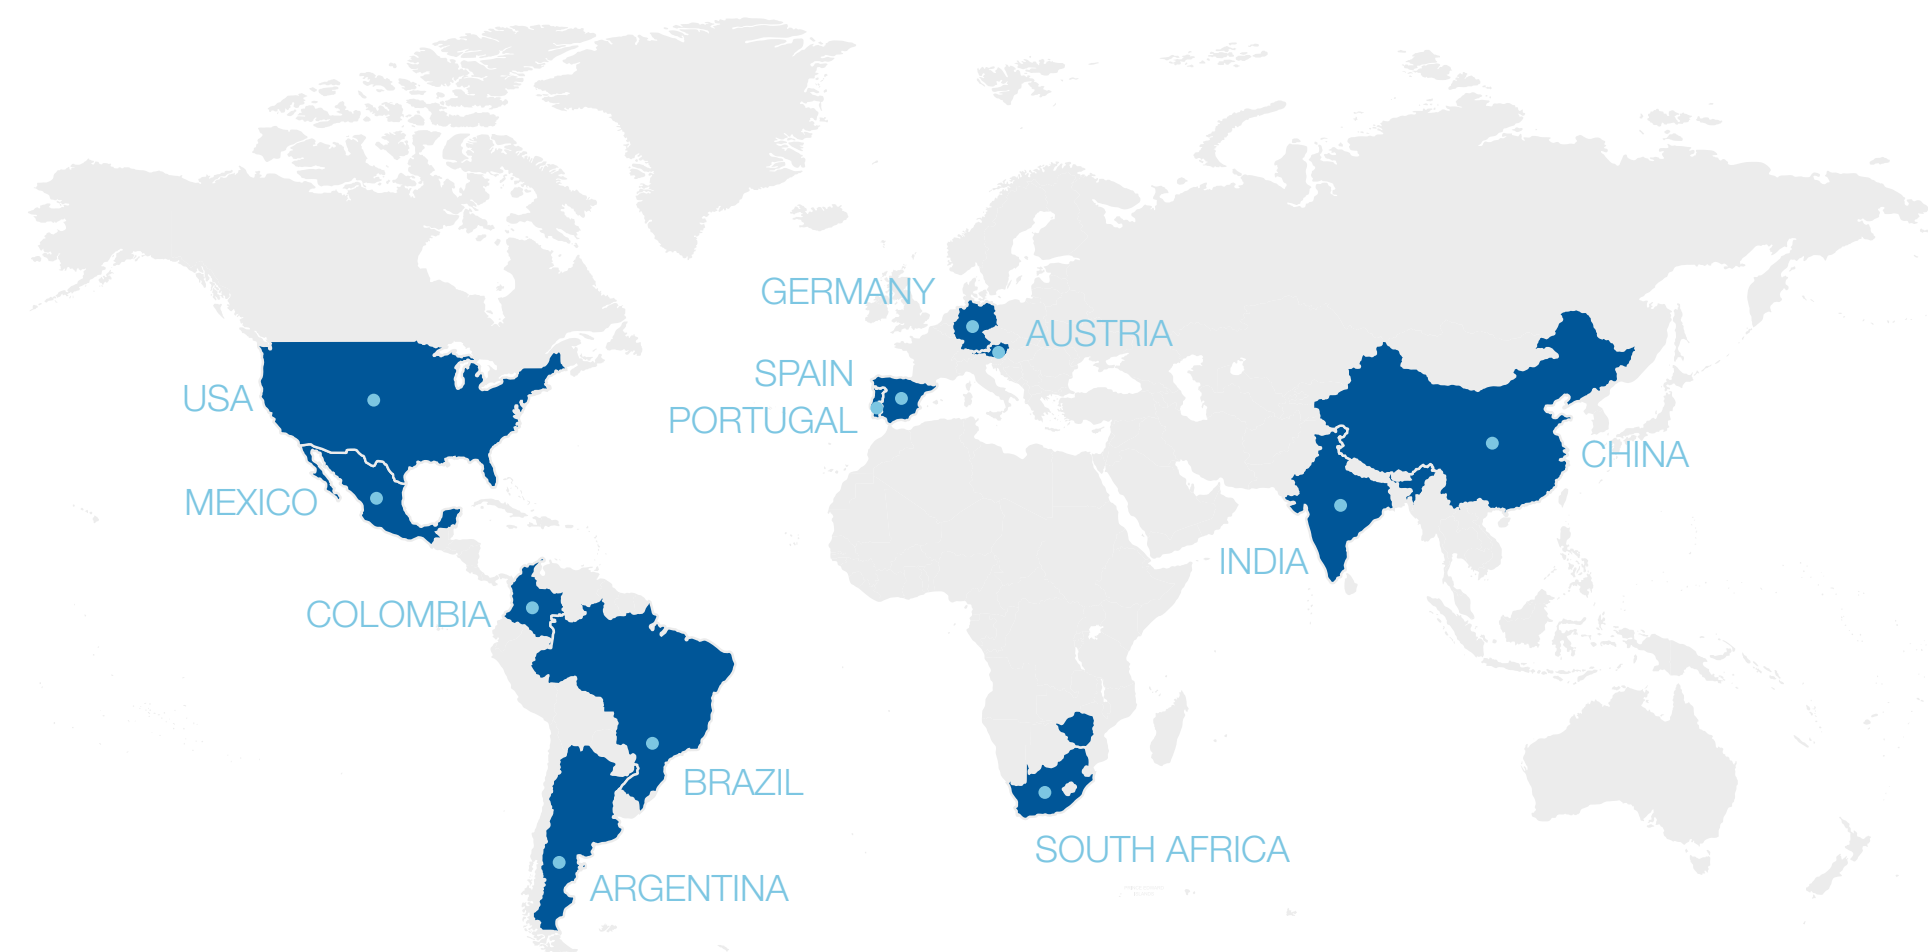 GERMANY
AUSTRIA
SPAIN
USA
PORTUGAL
CHINA
MEXICO
INDIA
COLOMBIA
BRAZIL
SOUTH AFRICA
ARGENTINA